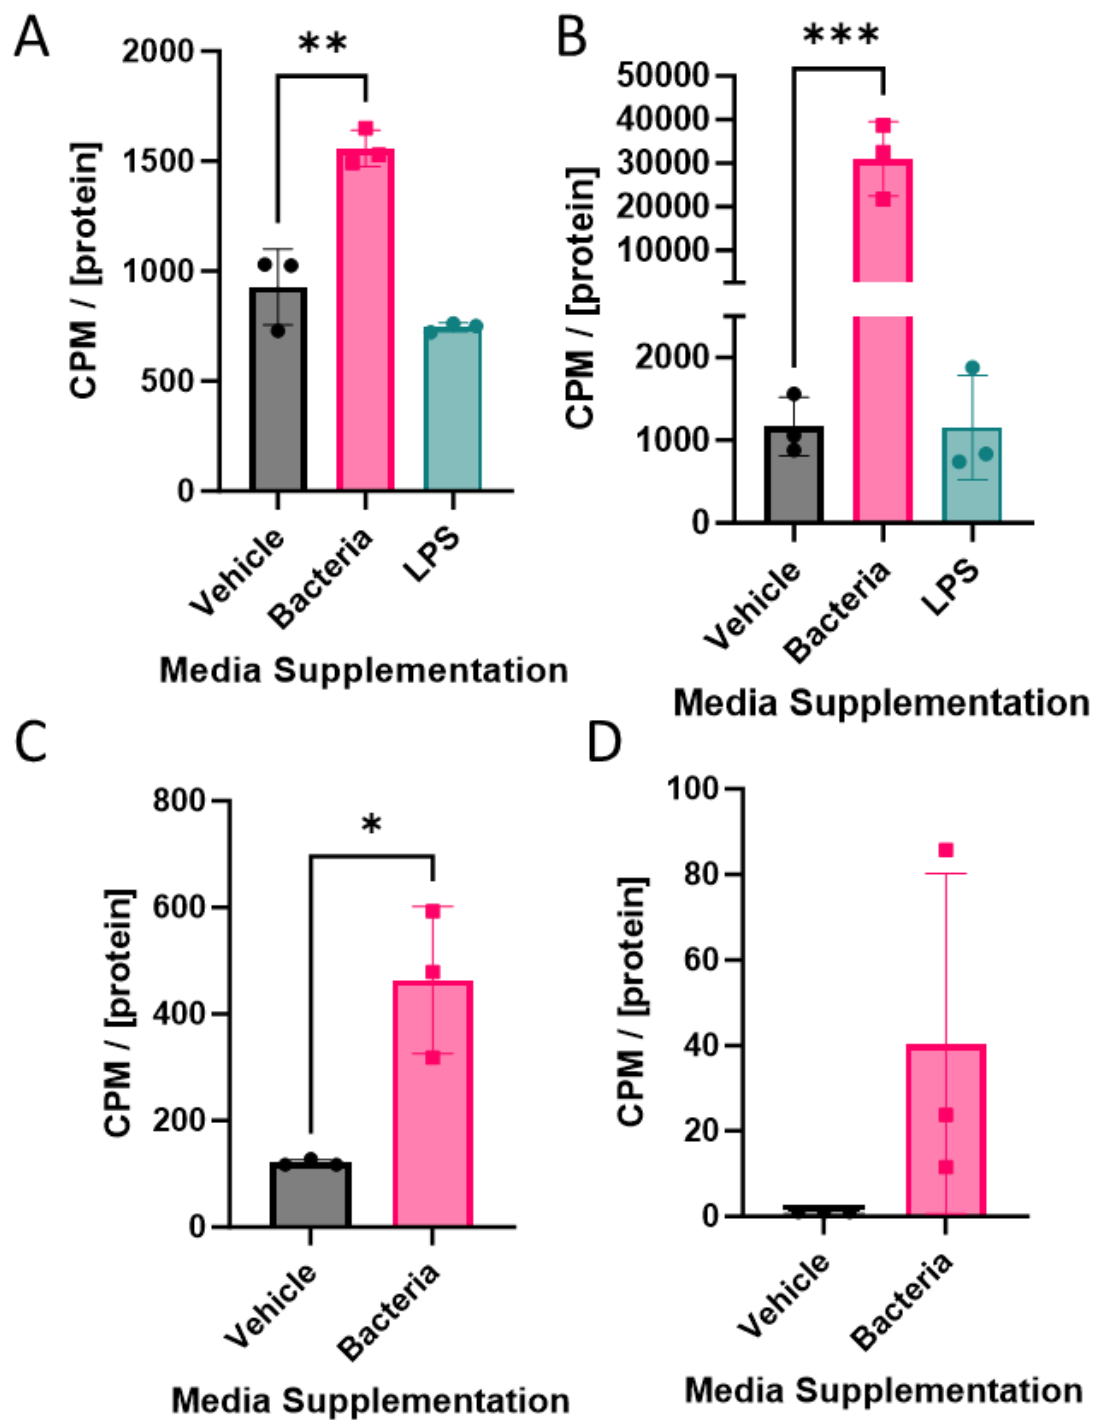 A
**
2000
1500
1000
500
0
CPM / [protein]
Vehicle
Bacteria
LPS
Media Supplementation
B
***
50000
40000
30000
20000
10000
2000
1000
0
CPM / [protein]
Vehicle
Bacteria
LPS
Media Supplementation
C
*
800
600
400
200
0
CPM / [protein]
Vehicle
Bacteria
Media Supplementation
D
100
80
60
40
20
0
CPM / [protein]
Vehicle
Bacteria
Media Supplementation